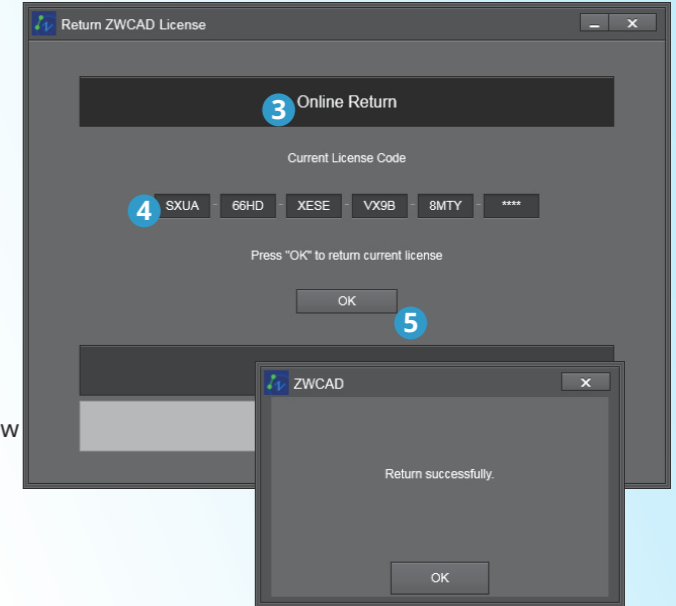 Return ZWCAD License
3 Online Return
Current License Code
4 SXUA - 66HD - XESE - VX9B - 8MTY - ****
Press "OK" to return current license
OK
5
ZWCAD
w
Return successfully.
OK